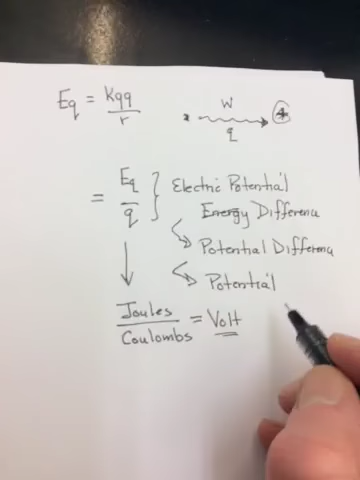 Eq = Kqq/r
W
q
+
= Eq/q } Electric Potential
Energy Difference
Potential Difference
Potential
Joules/Coulombs = Volt